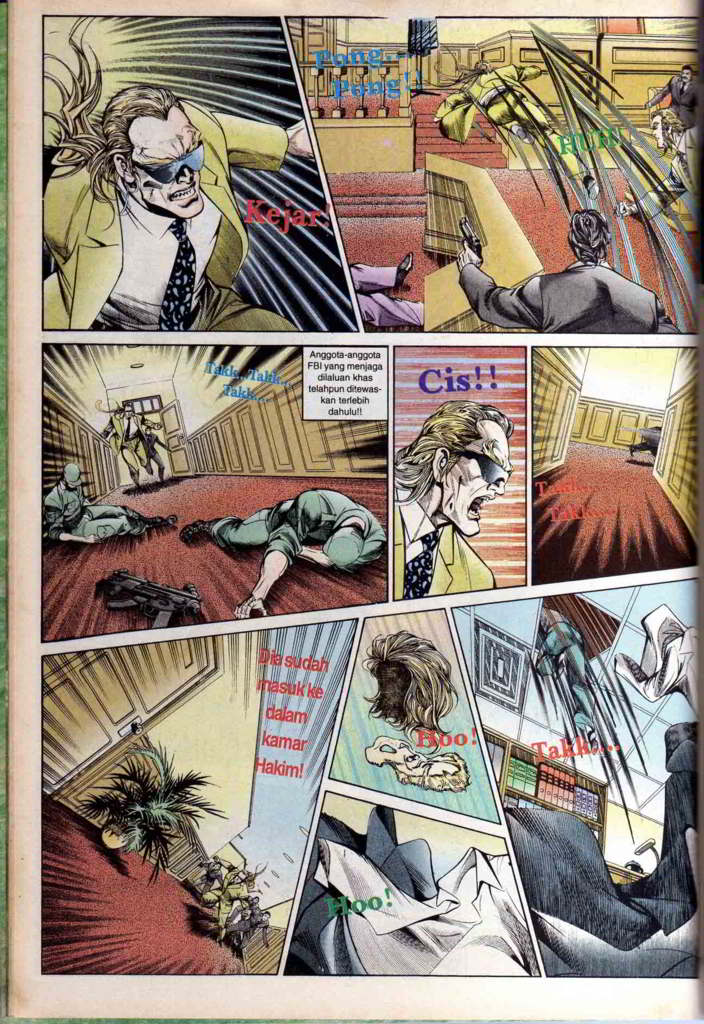 Kejar!
Pong...
Pong!!
HUH!
Takk...Takk...
Takk...
Anggota-anggota
FBI yang menjaga
dilaluan khas
telahpun ditewas-
kan terlebih
dahulu!!
Cis!!
Takk...
Takk...
Dia sudah
masuk ke
dalam
kamar
Hakim!
Hoo!
Hoo!
Takk....